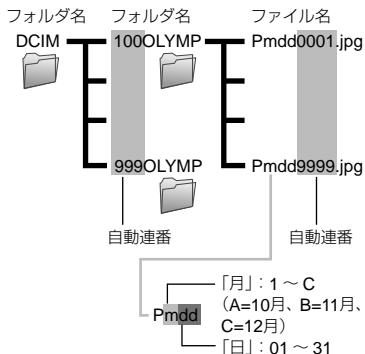 フォルダ名 フォルダ名 ファイル名
DCIM 100OLYMP Pmdd0001.jpg
999OLYMP Pmdd9999.jpg
自動連番 自動連番
「月」：1 ～ C
（A=10月、B=11月、
C=12月）
Pmdd
「日」：01 ～ 31